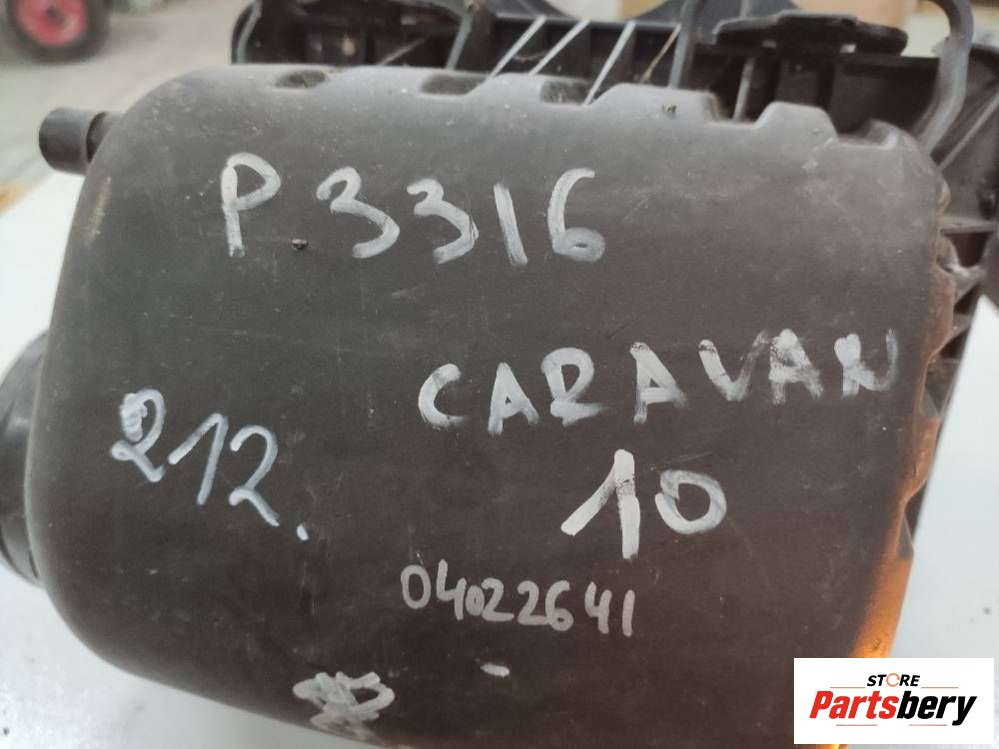 P.3316
CARAVAN
212.
10
04022641
STORE
Partsbery